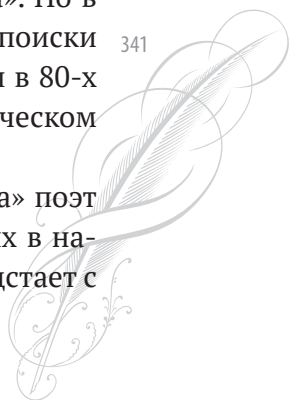 ». Но в
поиски
в 80-х
ческом
341
а» поэт
х в на-
дстает с